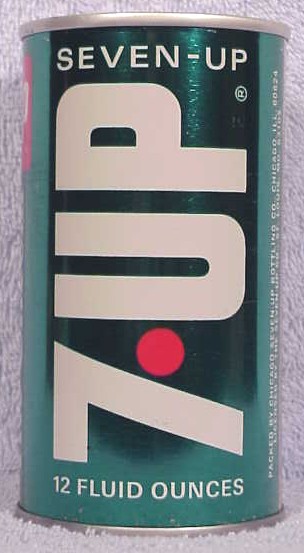 SEVEN-UP
®
7UP
12 FLUID OUNCES
PACKED BY CHICAGO SEVEN-UP BOTTLING CO., CHICAGO, ILL. 60624